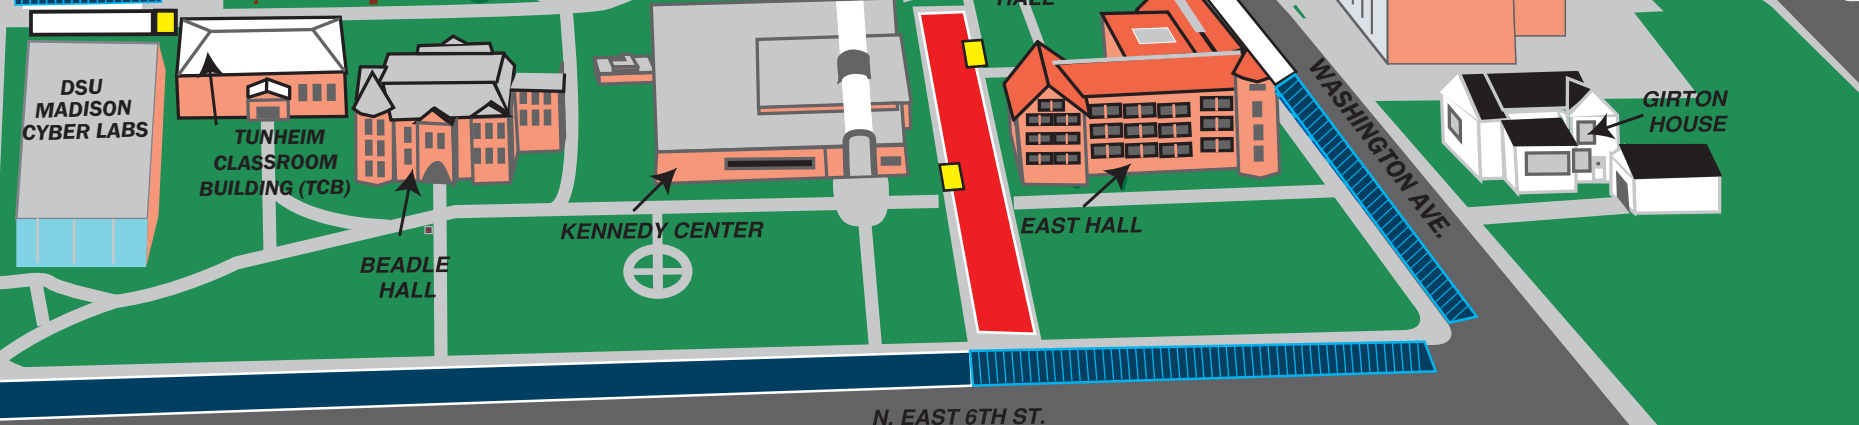 HALL
DSU
MADISON
CYBER LABS
TUNHEIM
CLASSROOM
BUILDING (TCB)
BEADLE
HALL
KENNEDY CENTER
EAST HALL
WASHINGTON AVE.
GIRTON
HOUSE
N. EAST 6TH ST.